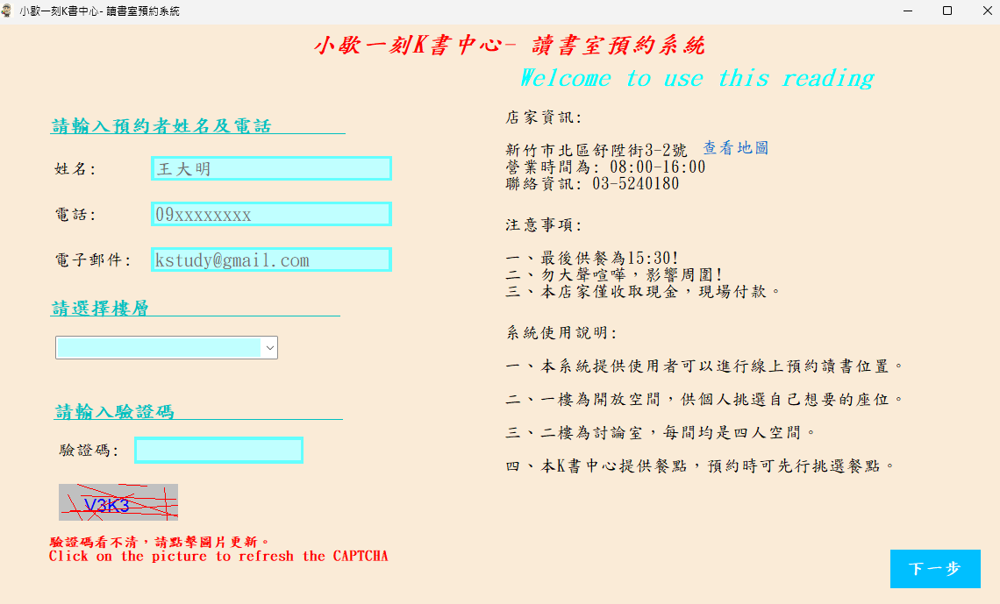 小歇一刻K書中心- 讀書室預約系統
小歇一刻K書中心- 讀書室預約系統
Welcome to use this reading
請輸入預約者姓名及電話
姓名:
王大明
電話:
09xxxxxxxx
電子郵件:
kstudy@gmail.com
請選擇樓層
請輸入驗證碼
驗證碼:
V3K3
驗證碼看不清，請點擊圖片更新。
Click on the picture to refresh the CAPTCHA
店家資訊:
新竹市北區舒陞街3-2號 查看地圖
營業時間為: 08:00-16:00
聯絡資訊: 03-5240180
注意事項:
一、最後供餐為15:30!
二、勿大聲喧嘩，影響周圍!
三、本店家僅收取現金，現場付款。
系統使用說明:
一、本系統提供使用者可以進行線上預約讀書位置。
二、一樓為開放空間，供個人挑選自己想要的座位。
三、二樓為討論室，每間均是四人空間。
四、本K書中心提供餐點，預約時可先行挑選餐點。
下一步